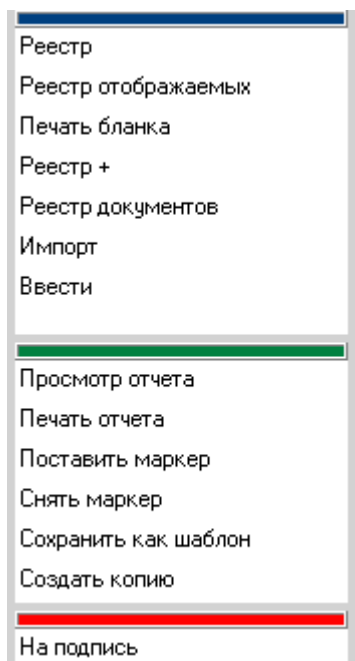 Реестр
Реестр отображаемых
Печать бланка
Реестр +
Реестр документов
Импорт
Ввести
Просмотр отчета
Печать отчета
Поставить маркер
Снять маркер
Сохранить как шаблон
Создать копию
На подпись